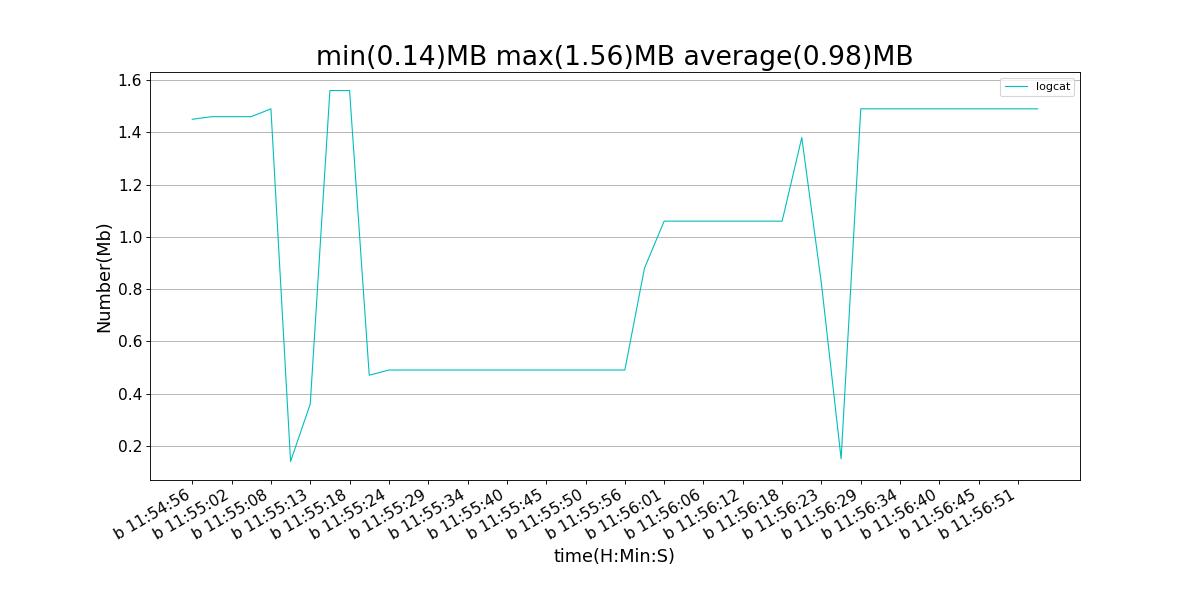 min(0.14)MB max(1.56)MB average(0.98)MB
logcat
Number(Mb)
1.6
1.4
1.2
1.0
0.8
0.6
0.4
0.2
b 11:54:56
b 11:55:02
b 11:55:08
b 11:55:13
b 11:55:18
b 11:55:24
b 11:55:29
b 11:55:34
b 11:55:40
b 11:55:45
b 11:55:50
b 11:55:56
b 11:56:01
b 11:56:06
b 11:56:12
b 11:56:18
b 11:56:23
b 11:56:29
b 11:56:34
b 11:56:40
b 11:56:45
b 11:56:51
time(H:Min:S)